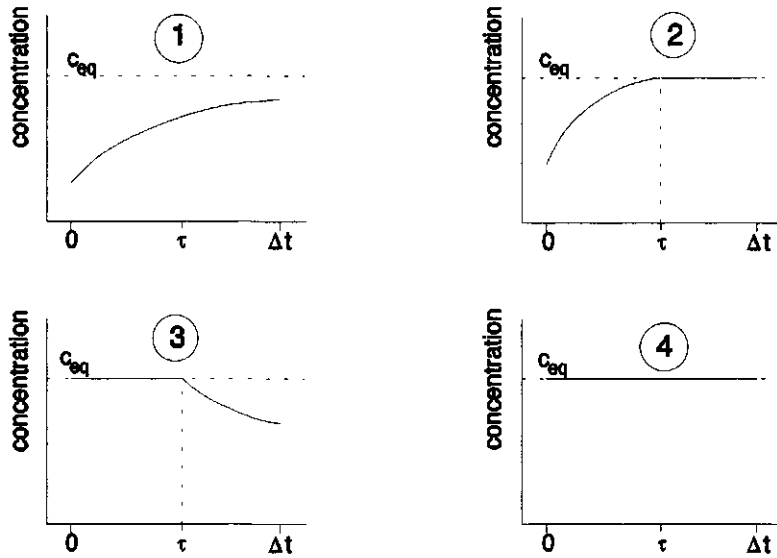 1
concentration
c_eq
0 τ Δt
2
concentration
c_eq
0 τ Δt
3
concentration
c_eq
0 τ Δt
4
concentration
c_eq
0 τ Δt